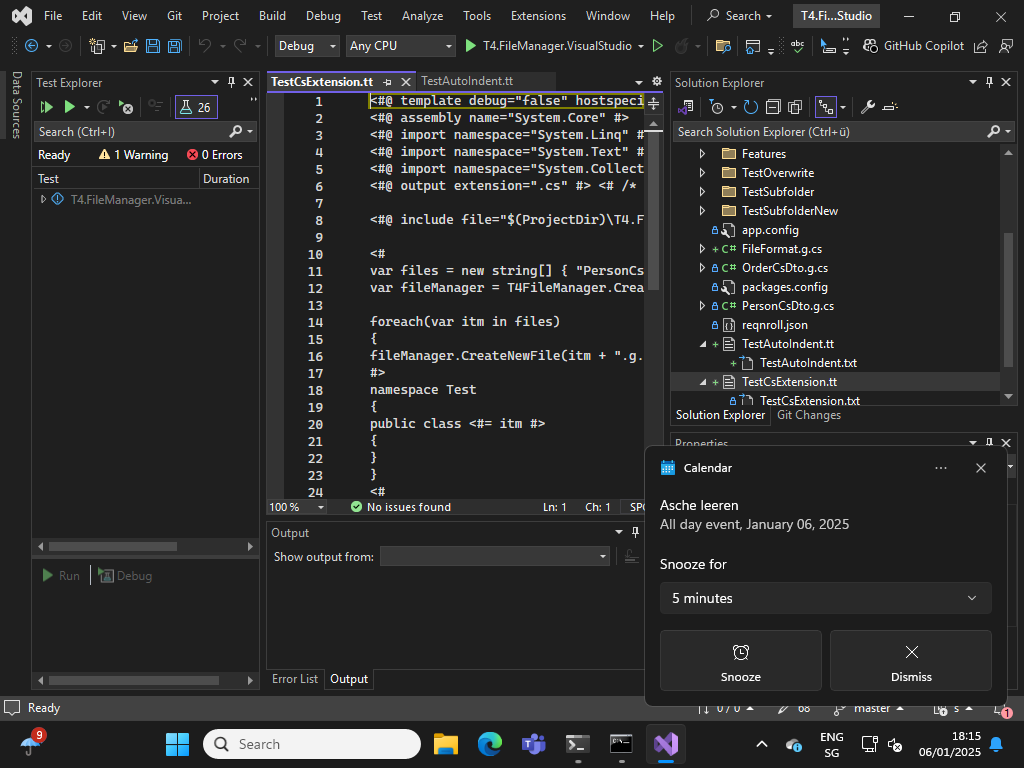 File Edit View Git Project Build Debug Test Analyze Tools Extensions Window Help Search T4.Fi...Studio
Debug Any CPU T4.FileManager.VisualStudio GitHub Copilot
Data Sources
Test Explorer
26
Search (Ctrl+I)
Ready 1 Warning 0 Errors
Test Duration
T4.FileManager.Visua...
Run Debug
TestCsExtension.tt TestAutoIndent.tt
1 <#@ template debug="false" hostspeci
2 <#@ assembly name="System.Core" #>
3 <#@ import namespace="System.Linq" #
4 <#@ import namespace="System.Text" #
5 <#@ import namespace="System.Collect
6 <#@ output extension=".cs" #> <# /*
7
8 <#@ include file="$(ProjectDir)\T4.F
9
10 <#
11 var files = new string[] { "PersonCs
12 var fileManager = T4FileManager.Crea
13
14 foreach(var itm in files)
15 {
16 fileManager.CreateNewFile(itm + ".g.
17 #>
18 namespace Test
19 {
20 public class <#= itm #>
21 {
22 }
23 }
24 <#
100 % No issues found Ln: 1 Ch: 1 SPC
Output
Show output from:
Error List Output
Solution Explorer
Search Solution Explorer (Ctrl+ü)
Features
TestOverwrite
TestSubfolder
TestSubfolderNew
app.config
C# FileFormat.g.cs
C# OrderCsDto.g.cs
packages.config
C# PersonCsDto.g.cs
reqnroll.json
TestAutoIndent.tt
TestAutoIndent.txt
TestCsExtension.tt
TestCsExtension.txt
Solution Explorer Git Changes
Properties
Calendar
Asche leeren
All day event, January 06, 2025
Snooze for
5 minutes
Snooze Dismiss
Ready 0 / 0 68 master s 1
9 Search ENG SG 18:15 06/01/2025